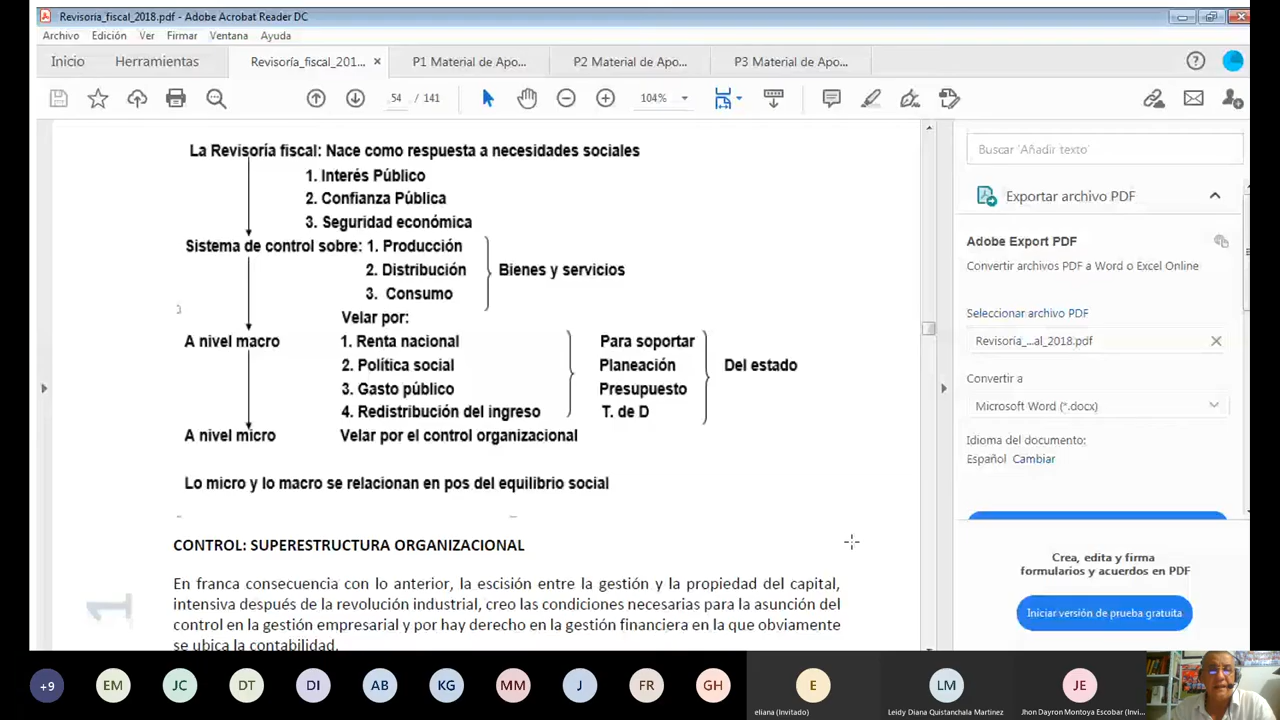 Revisoria_fiscal_2018.pdf - Adobe Acrobat Reader DC
Archivo Edición Ver Firmar Ventana Ayuda
Inicio Herramientas Revisoría_fiscal_201... × P1 Material de Apo... P2 Material de Apo... P3 Material de Apo...
54 / 141 104%
La Revisoría fiscal: Nace como respuesta a necesidades sociales
1. Interés Público
2. Confianza Pública
3. Seguridad económica
Sistema de control sobre: 1. Producción
2. Distribución Bienes y servicios
3. Consumo
Velar por:
A nivel macro 1. Renta nacional Para soportar
2. Política social Planeación Del estado
3. Gasto público Presupuesto
4. Redistribución del ingreso T. de D
A nivel micro Velar por el control organizacional
Lo micro y lo macro se relacionan en pos del equilibrio social
CONTROL: SUPERESTRUCTURA ORGANIZACIONAL
En franca consecuencia con lo interior, la escisión entre la gestión y la propiedad del capital,
intensiva después de la revolución industrial, creo las condiciones necesarias para la asunción del
control en la gestión empresarial y por hay derecho en la gestión financiera en la que obviamente
se ubica la contabilidad.
1
Buscar 'Añadir texto'
Exportar archivo PDF
Adobe Export PDF
Convertir archivos PDF a Word o Excel Online
Seleccionar archivo PDF
Revisoria_...al_2018.pdf ×
Convertir a
Microsoft Word (*.docx)
Idioma del documento:
Español Cambiar
Crea, edita y firma
formularios y acuerdos en PDF
Iniciar versión de prueba gratuita
+9 EM JC DT DI AB KG MM J FR GH E LM JE
eliana (Invitado) Leidy Diana Quistanchala Martinez Jhon Dayron Montoya Escobar (Invi...